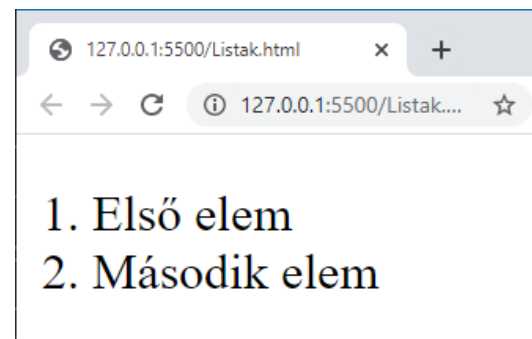 127.0.0.1:5500/Listak.html
127.0.0.1:5500/Listak....
1. Első elem
2. Második elem